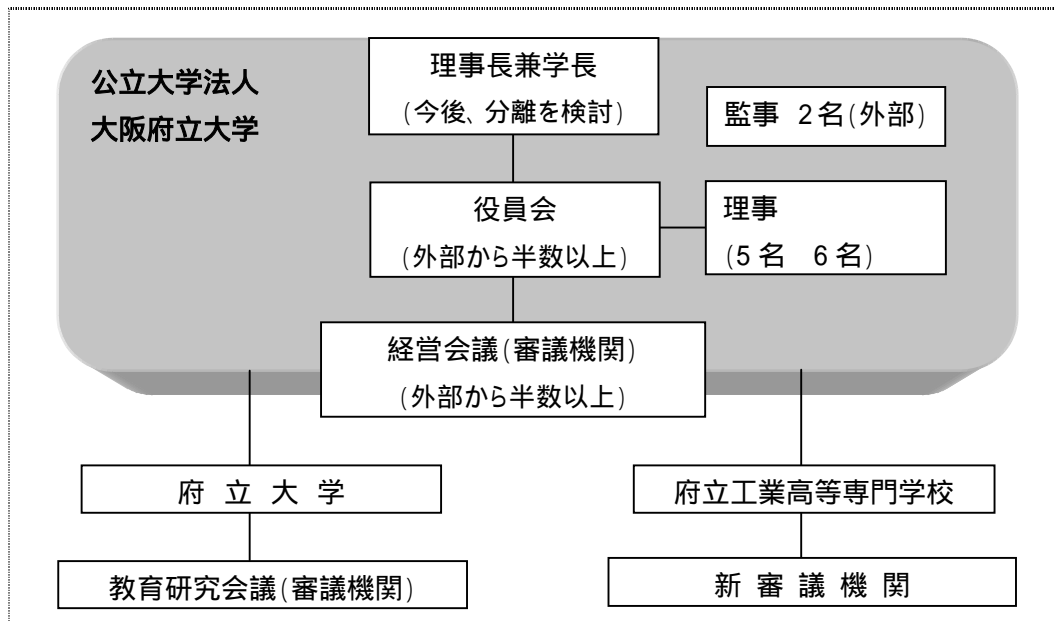 公立大学法人
大阪府立大学
理事長兼学長
(今後、分離を検討)
監事 2名(外部)
役員会
(外部から半数以上)
理事
(5名 6名)
経営会議(審議機関)
(外部から半数以上)
府立大学
府立工業高等専門学校
教育研究会議(審議機関)
新審議機関